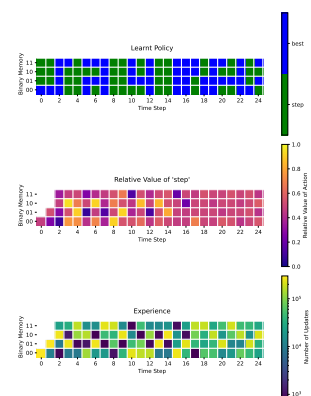 Learnt Policy
Binary Memory
11
10
01
00
0 2 4 6 8 10 12 14 16 18 20 22 24
Time Step
best
step
Relative Value of 'step'
Binary Memory
11
10
01
00
0 2 4 6 8 10 12 14 16 18 20 22 24
Time Step
1.0
0.8
0.6
0.4
0.2
0.0
Relative Value of Action
Experience
Binary Memory
11
10
01
00
0 2 4 6 8 10 12 14 16 18 20 22 24
Time Step
10⁵
10⁴
10³
Number of Updates